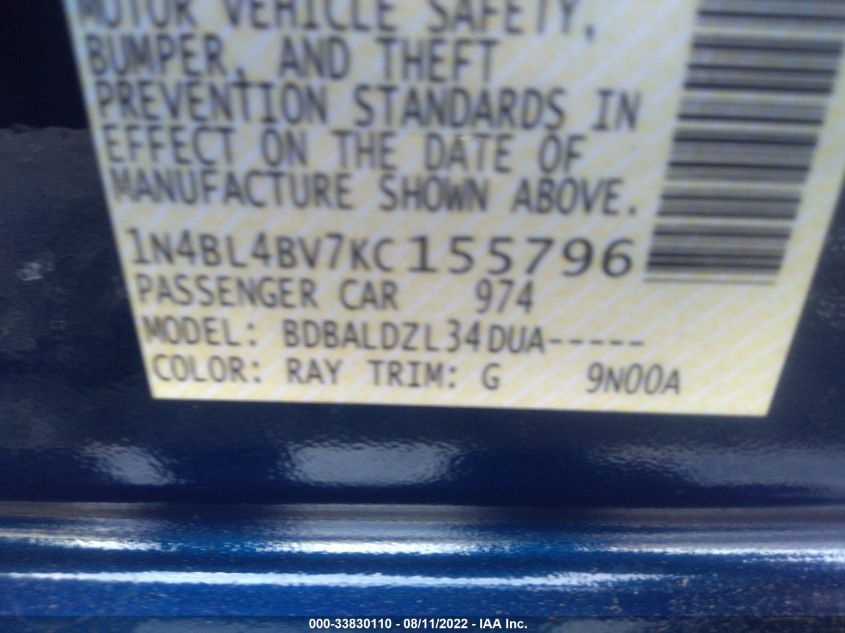 MOTOR VEHICLE SAFETY,
BUMPER, AND THEFT
PREVENTION STANDARDS IN
EFFECT ON THE DATE OF
MANUFACTURE SHOWN ABOVE.
1N4BL4BV7KC155796
PASSENGER CAR 974
MODEL: BDBALDZL34DUA-----
COLOR: RAY TRIM: G 9N00A
000-33830110 - 08/11/2022 - IAA Inc.